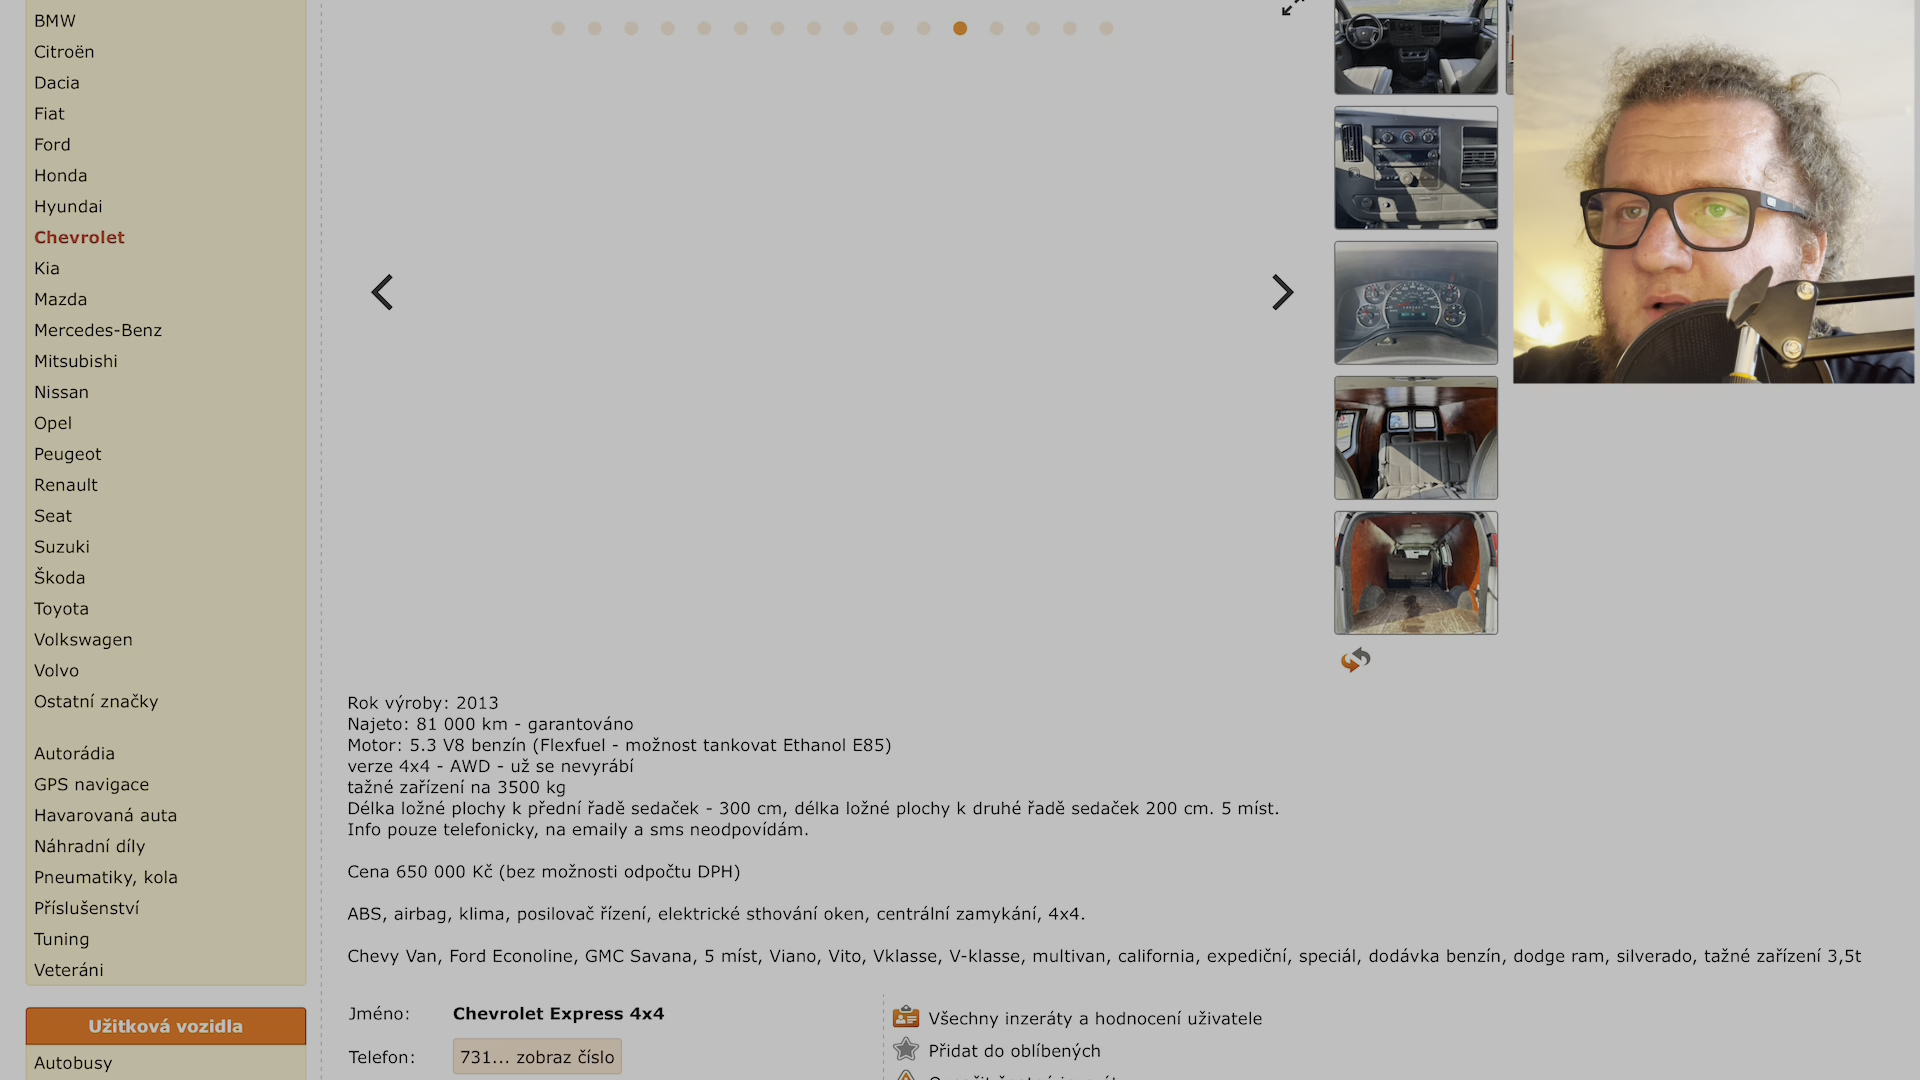 BMW
Citroën
Dacia
Fiat
Ford
Honda
Hyundai
Chevrolet
Kia
Mazda
Mercedes-Benz
Mitsubishi
Nissan
Opel
Peugeot
Renault
Seat
Suzuki
Škoda
Toyota
Volkswagen
Volvo
Ostatní značky
Autorádia
GPS navigace
Havarovaná auta
Náhradní díly
Pneumatiky, kola
Příslušenství
Tuning
Veteráni
Užitková vozidla
Autobusy
Rok výroby: 2013
Najeto: 81 000 km - garantováno
Motor: 5.3 V8 benzín (Flexfuel - možnost tankovat Ethanol E85)
verze 4x4 - AWD - už se nevyrábí
tažné zařízení na 3500 kg
Délka ložné plochy k přední řadě sedaček - 300 cm, délka ložné plochy k druhé řadě sedaček 200 cm. 5 míst.
Info pouze telefonicky, na emaily a sms neodpovídám.
Cena 650 000 Kč (bez možnosti odpočtu DPH)
ABS, airbag, klima, posilovač řízení, elektrické sthování oken, centrální zamykání, 4x4.
Chevy Van, Ford Econoline, GMC Savana, 5 míst, Viano, Vito, Vklasse, V-klasse, multivan, california, expediční, speciál, dodávka benzín, dodge ram, silverado, tažné zařízení 3,5t
Jméno: Chevrolet Express 4x4
Telefon: 731... zobraz číslo
Všechny inzeráty a hodnocení uživatele
Přidat do oblíbených